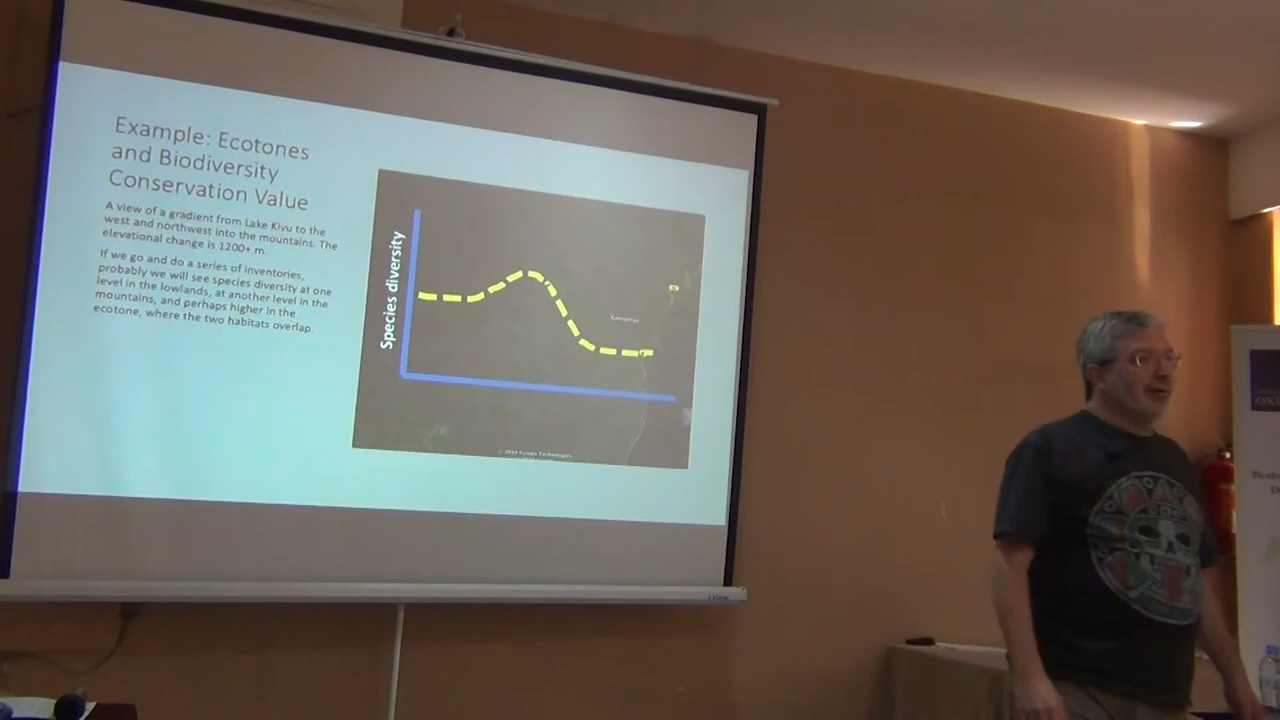 Example: Ecotones
and Biodiversity
Conservation Value
A view of a gradient from Lake Kivu to the
west and northwest into the mountains. The
elevational change is 1200+ m.
If we go and do a series of inventories,
probably we will see species diversity at one
level in the lowlands, at another level in the
mountains, and perhaps higher in the
ecotone, where the two habitats overlap.
Species diversity